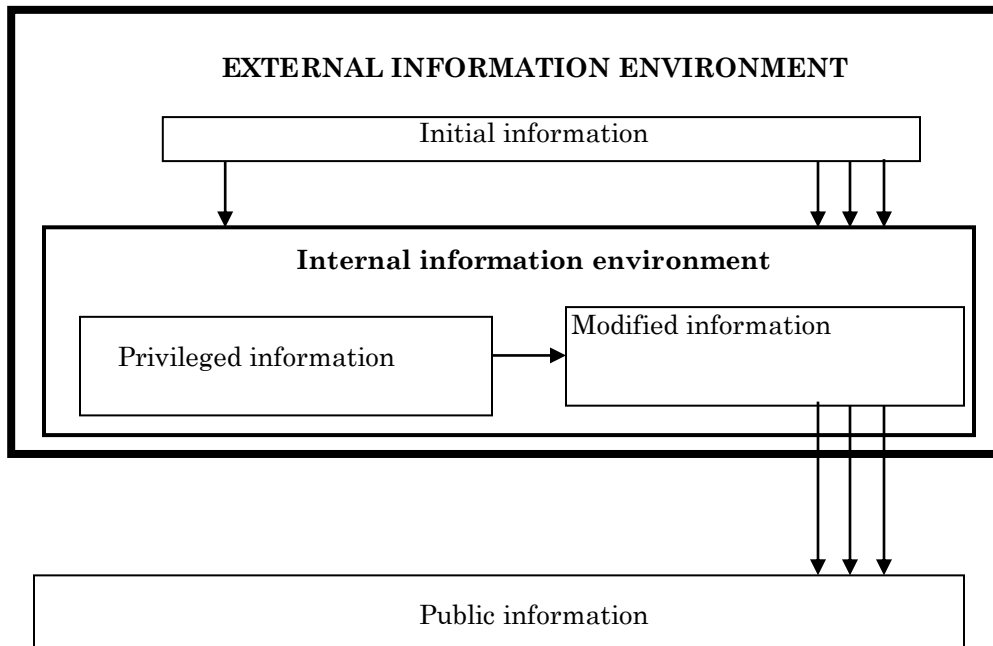 EXTERNAL INFORMATION ENVIRONMENT
Initial information
Internal information environment
Modified information
Privileged information
Public information